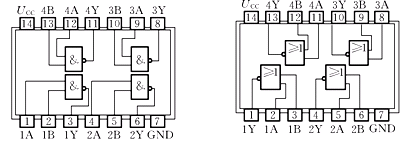 U_CC 4B 4A 4Y 3B 3A 3Y
14 13 12 11 10 9 8
&. &.
&. &.
1 2 3 4 5 6 7
1A 1B 1Y 2A 2B 2Y GND
U_CC 4Y 4B 4A 3Y 3B 3A
14 13 12 11 10 9 8
≥1 ≥1
≥1 ≥1
1 2 3 4 5 6 7
1Y 1A 1B 2Y 2A 2B GND